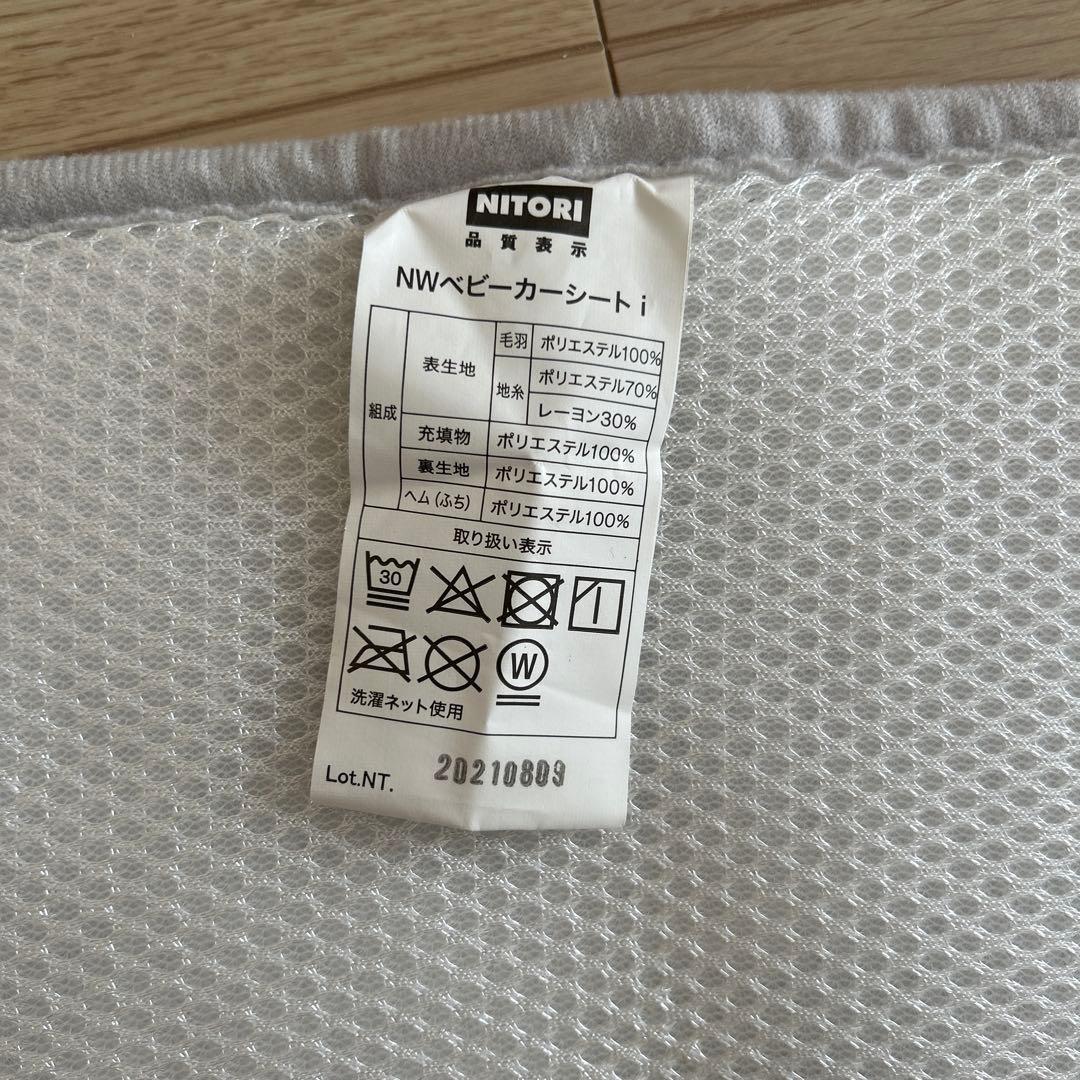 NITORI
品質表示
NWベビーカーシート i
組成
表生地
毛羽 ポリエステル100%
地糸 ポリエステル70%
レーヨン30%
充填物 ポリエステル100%
裏生地 ポリエステル100%
ヘム(ふち) ポリエステル100%
取り扱い表示
30
W
洗濯ネット使用
Lot.NT. 20210809